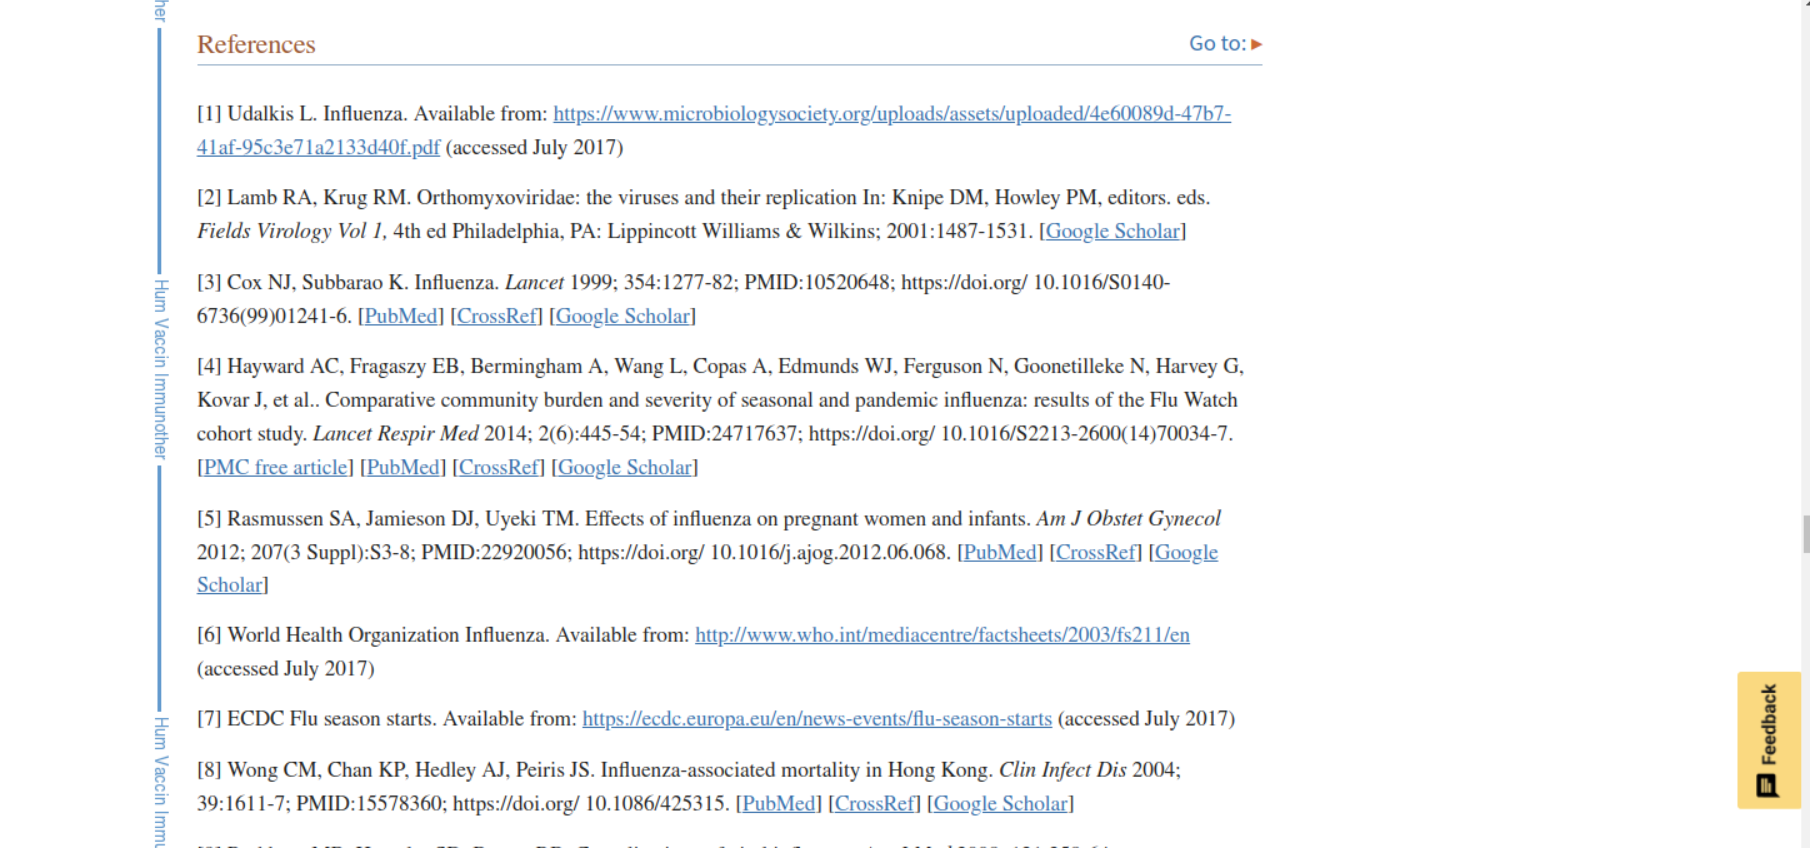 References
Go to:
[1] Udalkis L. Influenza. Available from: https://www.microbiologysociety.org/uploads/assets/uploaded/4e60089d-47b7-
41af-95c3e71a2133d40f.pdf (accessed July 2017)
[2] Lamb RA, Krug RM. Orthomyxoviridae: the viruses and their replication In: Knipe DM, Howley PM, editors. eds.
Fields Virology Vol 1, 4th ed Philadelphia, PA: Lippincott Williams & Wilkins; 2001:1487-1531. [Google Scholar]
[3] Cox NJ, Subbarao K. Influenza. Lancet 1999; 354:1277-82; PMID:10520648; https://doi.org/ 10.1016/S0140-
6736(99)01241-6. [PubMed] [CrossRef] [Google Scholar]
[4] Hayward AC, Fragaszy EB, Bermingham A, Wang L, Copas A, Edmunds WJ, Ferguson N, Goonetilleke N, Harvey G,
Kovar J, et al.. Comparative community burden and severity of seasonal and pandemic influenza: results of the Flu Watch
cohort study. Lancet Respir Med 2014; 2(6):445-54; PMID:24717637; https://doi.org/ 10.1016/S2213-2600(14)70034-7.
[PMC free article] [PubMed] [CrossRef] [Google Scholar]
[5] Rasmussen SA, Jamieson DJ, Uyeki TM. Effects of influenza on pregnant women and infants. Am J Obstet Gynecol
2012; 207(3 Suppl):S3-8; PMID:22920056; https://doi.org/ 10.1016/j.ajog.2012.06.068. [PubMed] [CrossRef] [Google
Scholar]
[6] World Health Organization Influenza. Available from: http://www.who.int/mediacentre/factsheets/2003/fs211/en
(accessed July 2017)
[7] ECDC Flu season starts. Available from: https://ecdc.europa.eu/en/news-events/flu-season-starts (accessed July 2017)
[8] Wong CM, Chan KP, Hedley AJ, Peiris JS. Influenza-associated mortality in Hong Kong. Clin Infect Dis 2004;
39:1611-7; PMID:15578360; https://doi.org/ 10.1086/425315. [PubMed] [CrossRef] [Google Scholar]
her
Hum Vaccin Immunother
Hum Vaccin Immu
Feedback